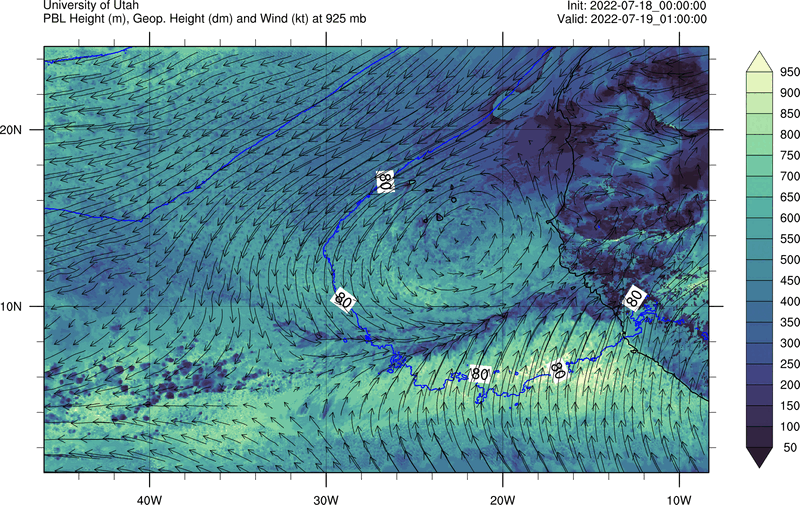 University of Utah
Init: 2022-07-18_00:00:00
PBL Height (m), Geop. Height (dm) and Wind (kt) at 925 mb
Valid: 2022-07-19_01:00:00
20N
10N
80
80
80
80
80
40W
30W
20W
10W
950
900
850
800
750
700
650
600
550
500
450
400
350
300
250
200
150
100
50